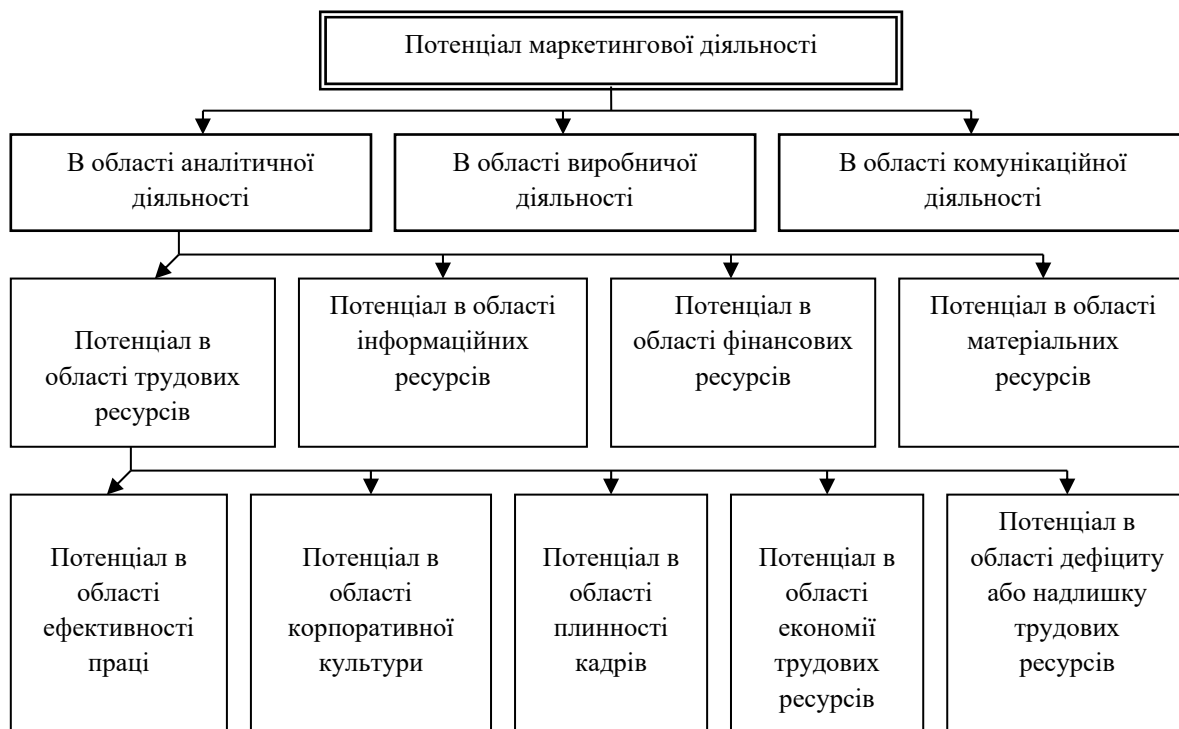 Потенціал маркетингової діяльності
В області аналітичної
діяльності
В області виробничої
діяльності
В області комунікаційної
діяльності
Потенціал в
області трудових
ресурсів
Потенціал в області
інформаційних
ресурсів
Потенціал в
області фінансових
ресурсів
Потенціал в області
матеріальних
ресурсів
Потенціал в
області
ефективності
праці
Потенціал в
області
корпоративної
культури
Потенціал в
області
плинності
кадрів
Потенціал в
області
економії
трудових
ресурсів
Потенціал в
області дефіциту
або надлишку
трудових
ресурсів